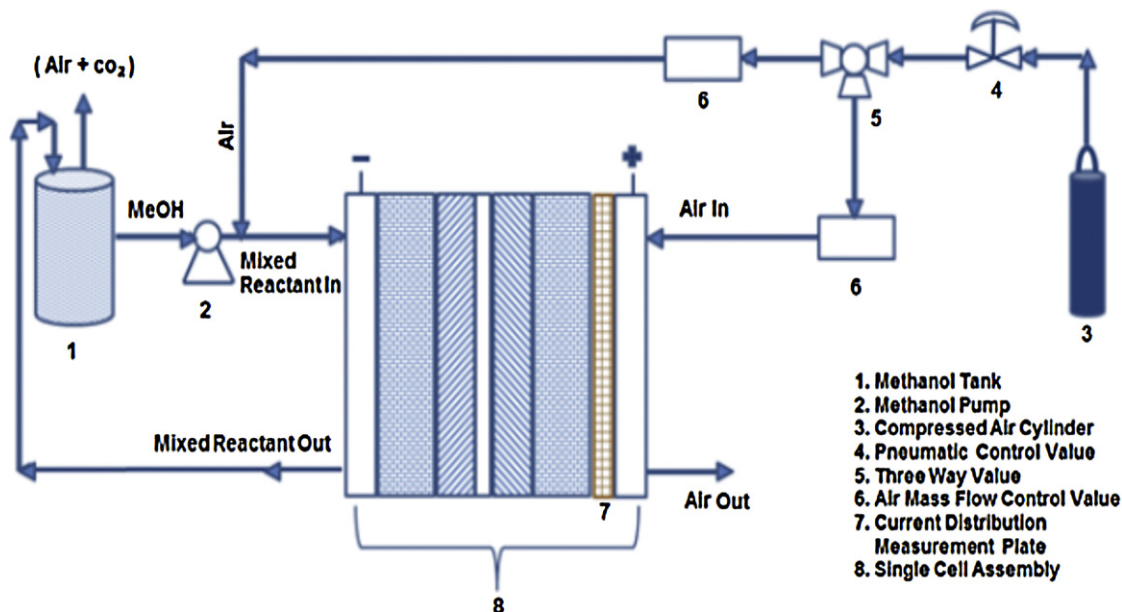 ( Air + co₂ )
6
5
4
Air
-
+
MeOH
Air In
Mixed
Reactant In
1
2
6
3
Mixed Reactant Out
Air Out
7
8
1. Methanol Tank
2. Methanol Pump
3. Compressed Air Cylinder
4. Pneumatic Control Value
5. Three Way Value
6. Air Mass Flow Control Value
7. Current Distribution
Measurement Plate
8. Single Cell Assembly